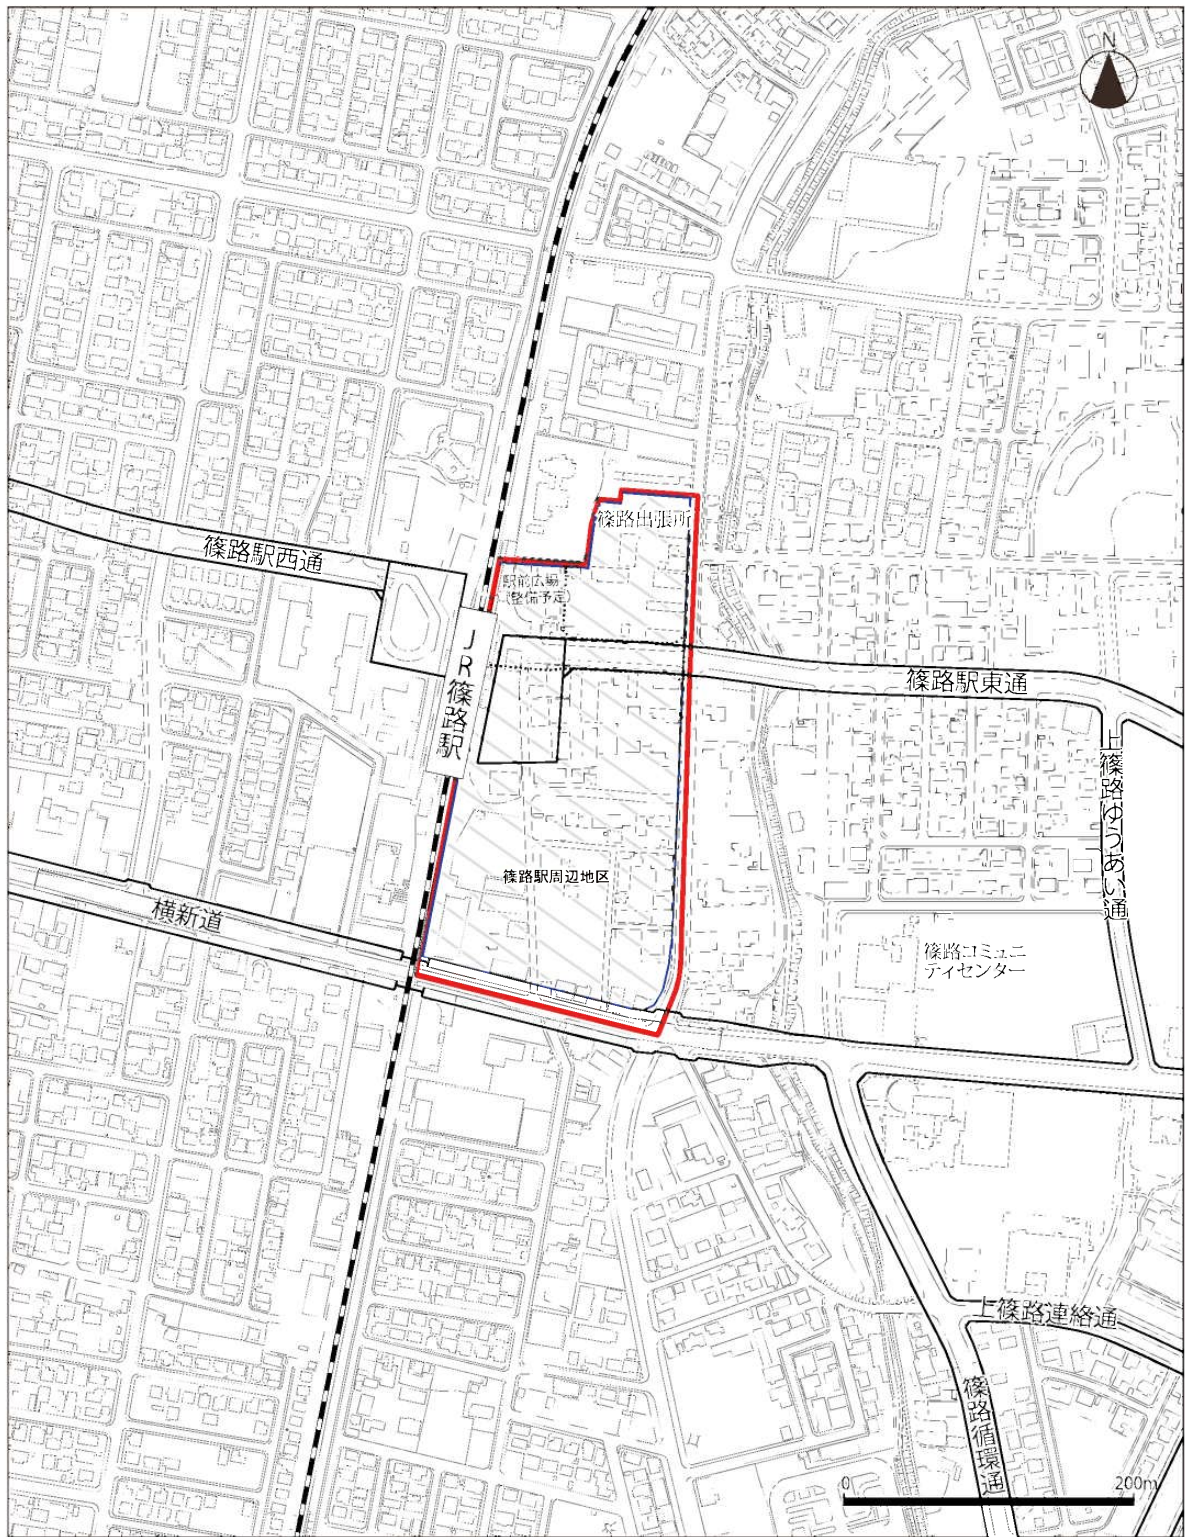 N
篠路出張所
篠路駅西通
駅前広場
(整備予定)
JR篠路駅
篠路駅東通
上篠路ゆうあい通
篠路駅周辺地区
横新道
篠路コミュニ
ティセンター
上篠路連絡通
篠路循環通
0 200m